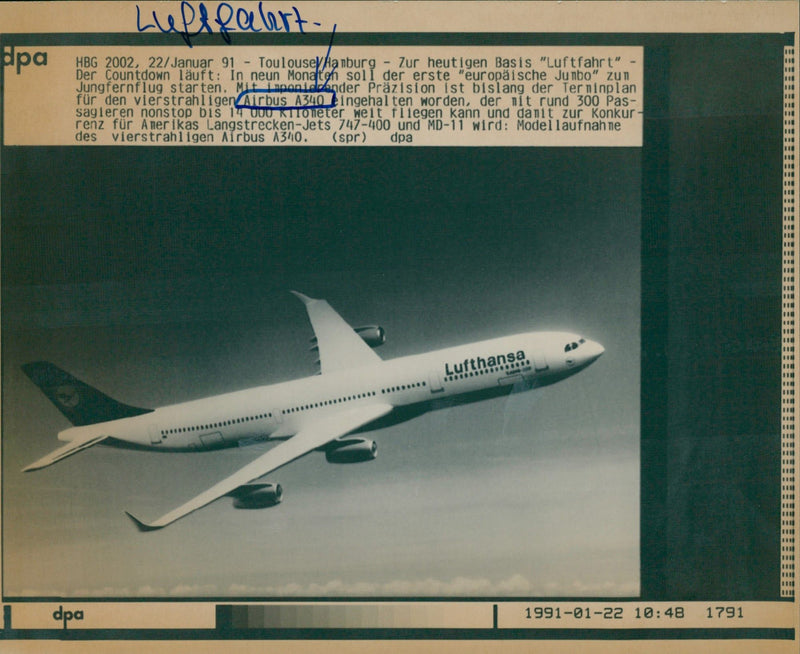 Luftfahrt.
dpa
HBG 2002, 22/Januar 91 - Toulouse/Hamburg - Zur heutigen Basis "Luftfahrt" -
Der Countdown läuft: In neun Monaten soll der erste "europäische Jumbo" zum
Jungfernflug starten. Mit imponierender Präzision ist bislang der Terminplan
für den vierstrahligen Airbus A340 eingehalten worden, der mit rund 300 Pas-
sagieren nonstop bis 14 000 Kilometer weit fliegen kann und damit zur Konkur-
renz für Amerikas Langstrecken-Jets 747-400 und MD-11 wird: Modellaufnahme
des vierstrahligen Airbus A340. (spr) dpa
Lufthansa
dpa
1991-01-22 10:48 1791